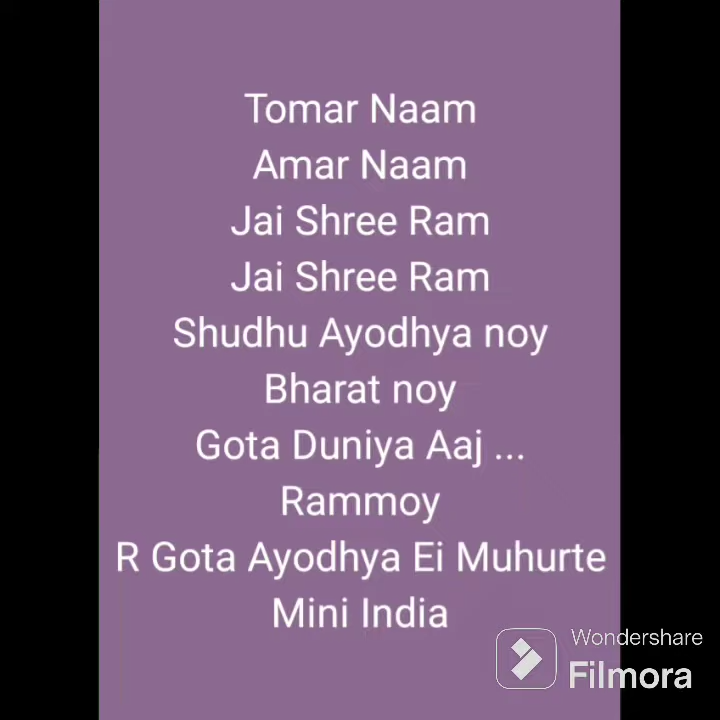 Tomar Naam
Amar Naam
Jai Shree Ram
Jai Shree Ram
Shudhu Ayodhya noy
Bharat noy
Gota Duniya Aaj ...
Rammoy
R Gota Ayodhya Ei Muhurte
Mini India
Wondershare
Filmora